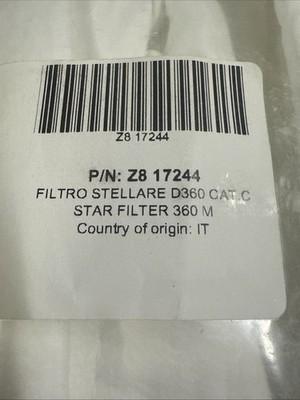 Z8 17244
P/N: Z8 17244
FILTRO STELLARE D360 CAT.C
STAR FILTER 360 M
Country of origin: IT